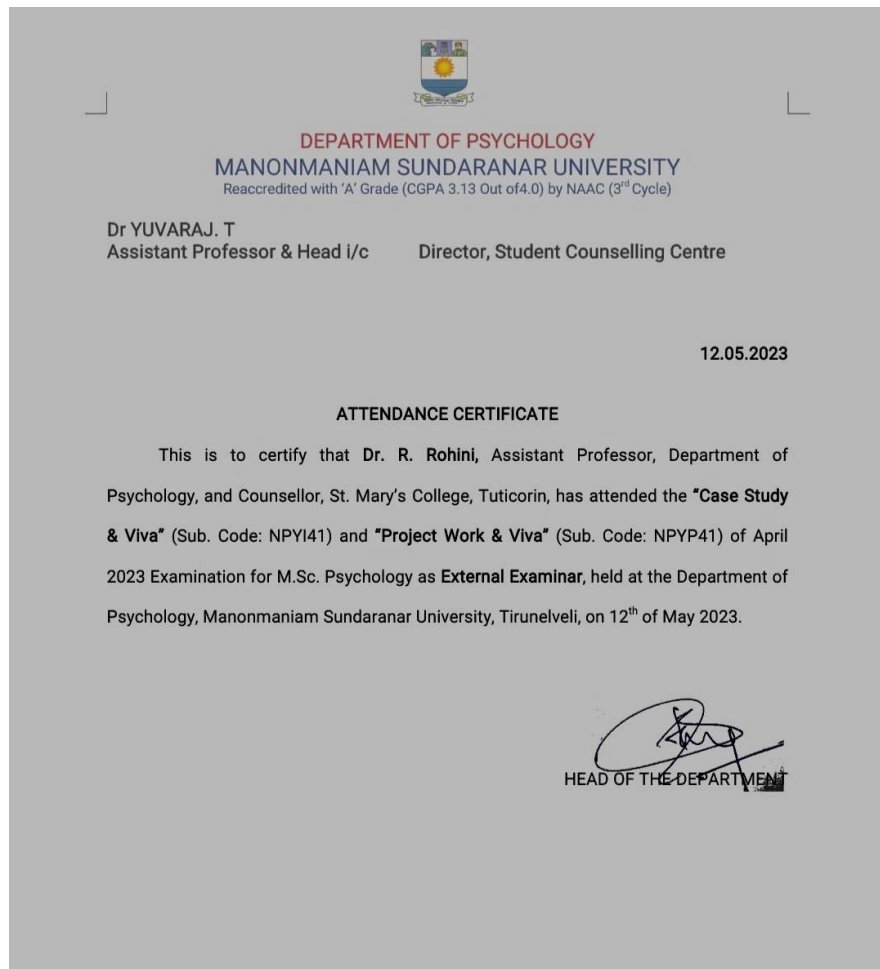 DEPARTMENT OF PSYCHOLOGY
MANONMANIAM SUNDARANAR UNIVERSITY
Reaccredited with ‘A’ Grade (CGPA 3.13 Out of4.0) by NAAC (3rd Cycle)
Dr YUVARAJ. T
Assistant Professor & Head i/c Director, Student Counselling Centre
12.05.2023
ATTENDANCE CERTIFICATE
This is to certify that Dr. R. Rohini, Assistant Professor, Department of
Psychology, and Counsellor, St. Mary’s College, Tuticorin, has attended the “Case Study
& Viva” (Sub. Code: NPYI41) and “Project Work & Viva” (Sub. Code: NPYP41) of April
2023 Examination for M.Sc. Psychology as External Examinar, held at the Department of
Psychology, Manonmaniam Sundaranar University, Tirunelveli, on 12th of May 2023.
HEAD OF THE DEPARTMENT